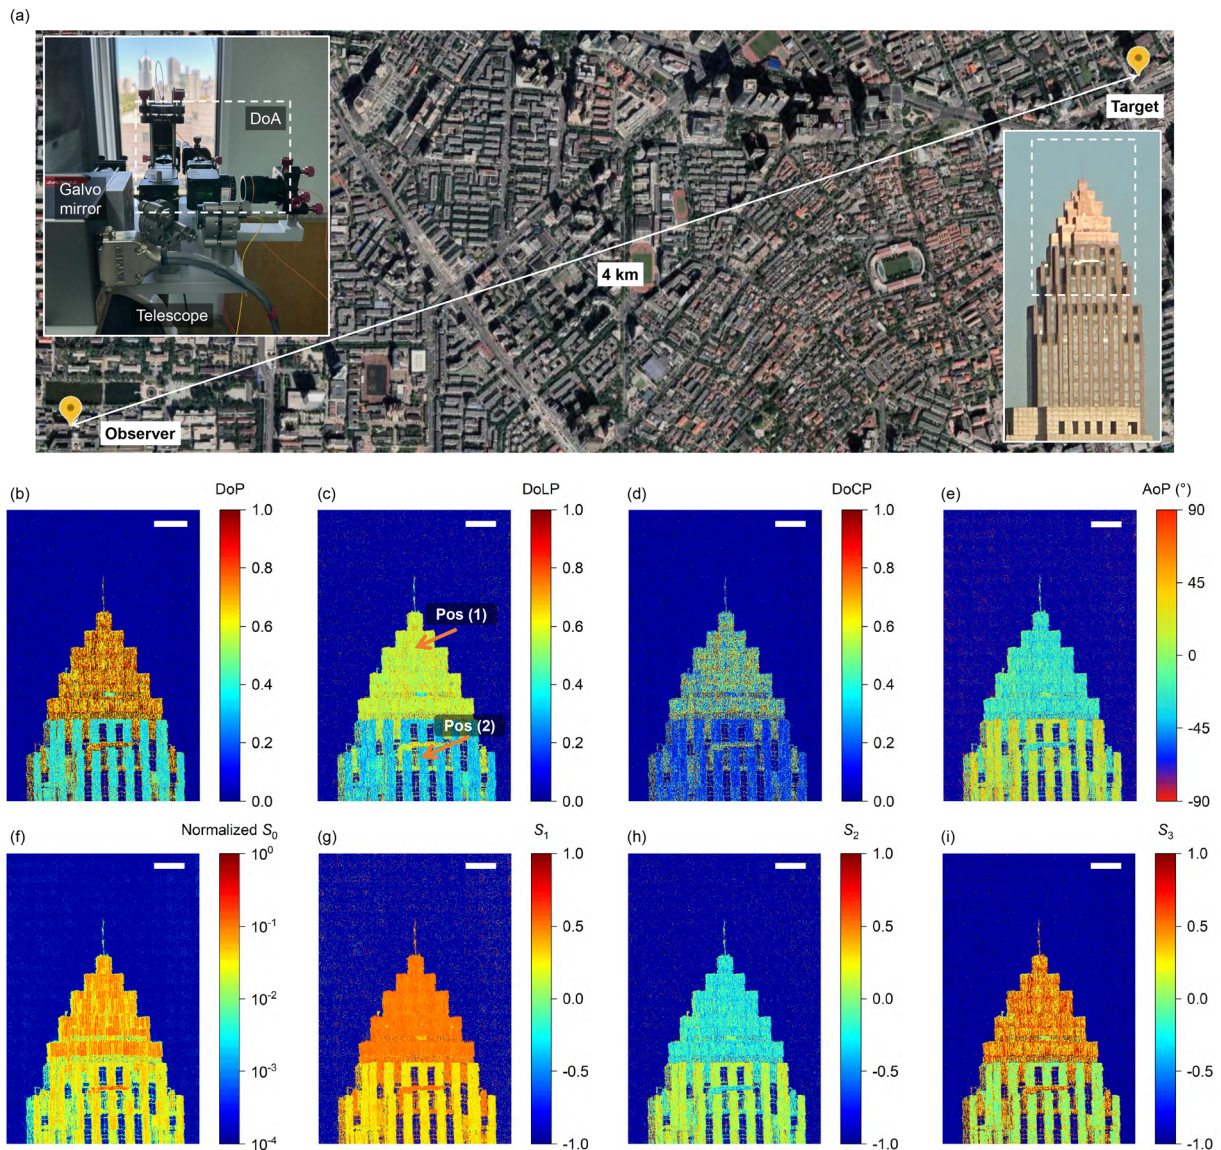 (a)
DoA
Galvo
mirror
AMP
Telescope
Target
4 km
Observer
(b) DoP (c) DoLP (d) DoCP (e) AoP (°)
1.0 1.0 1.0 90
0.8 0.8 0.8 45
Pos (1)
0.6 0.6 0.6 0
0.4 0.4 0.4 -45
Pos (2)
0.2 0.2 0.2
0.0 0.0 0.0 -90
(f) Normalized S₀ (g) S₁ (h) S₂ (i) S₃
10⁰ 1.0 1.0 1.0
10⁻¹ 0.5 0.5 0.5
10⁻² 0.0 0.0 0.0
10⁻³ -0.5 -0.5 -0.5
10⁻⁴ -1.0 -1.0 -1.0